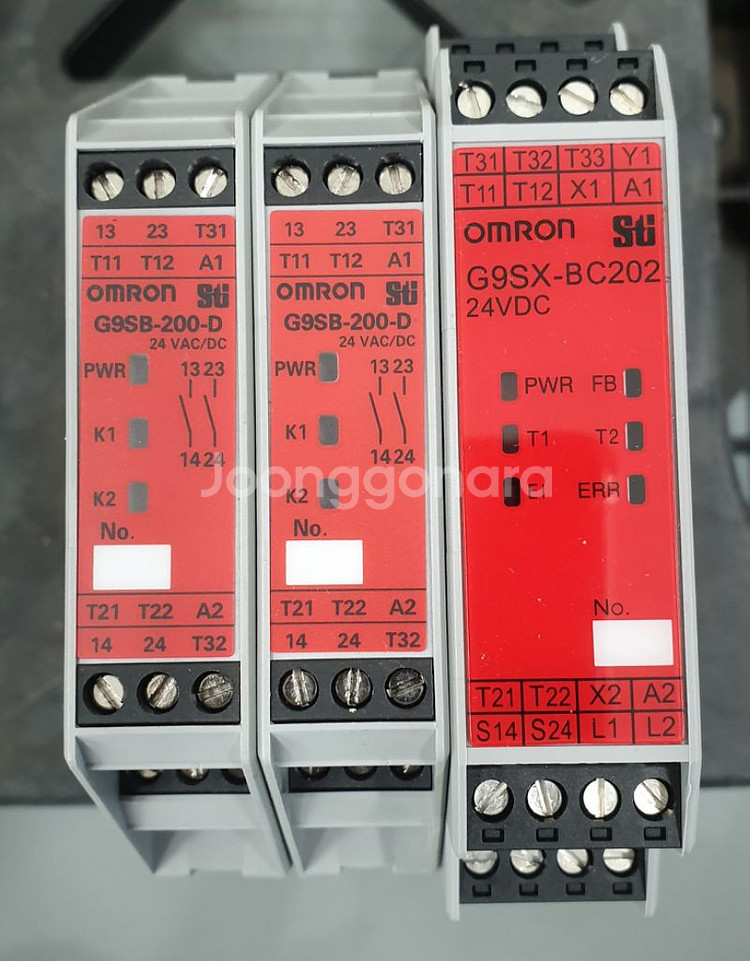 13 23 T31
T11 T12 A1
OMRON Sti
G9SB-200-D
24 VAC/DC
PWR 13 23
K1
14 24
K2
No.
T21 T22 A2
14 24 T32
13 23 T31
T11 T12 A1
OMRON Sti
G9SB-200-D
24 VAC/DC
PWR 13 23
K1
14 24
K2
No.
T21 T22 A2
14 24 T32
T31 T32 T33 Y1
T11 T12 X1 A1
OMRON Sti
G9SX-BC202
24VDC
PWR FB
T1 T2
EI ERR
No.
T21 T22 X2 A2
S14 S24 L1 L2
Joonggonara